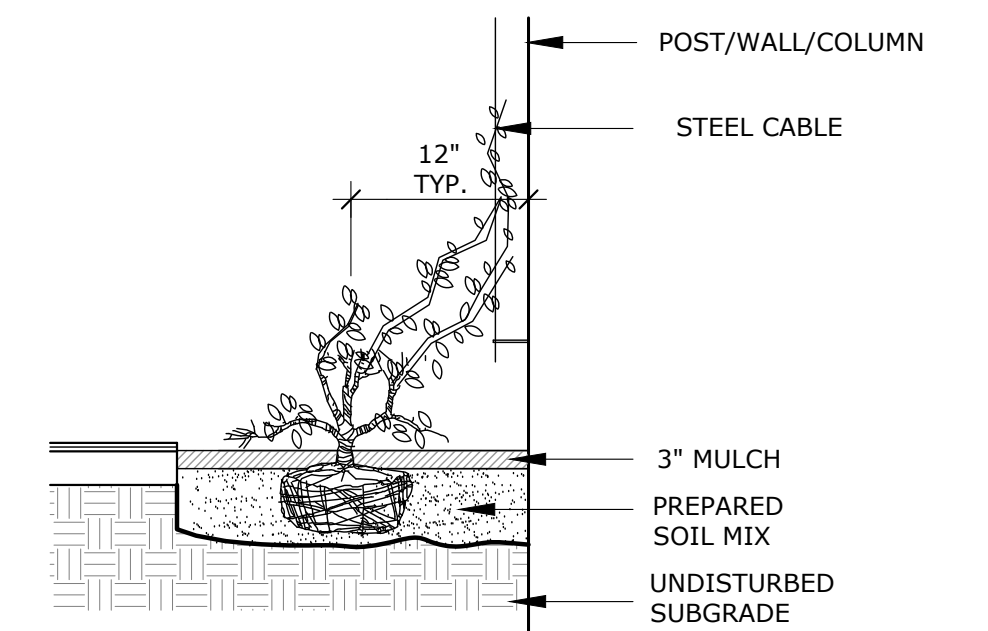 POST/WALL/COLUMN
STEEL CABLE
12"
TYP.
3" MULCH
PREPARED
SOIL MIX
UNDISTURBED
SUBGRADE